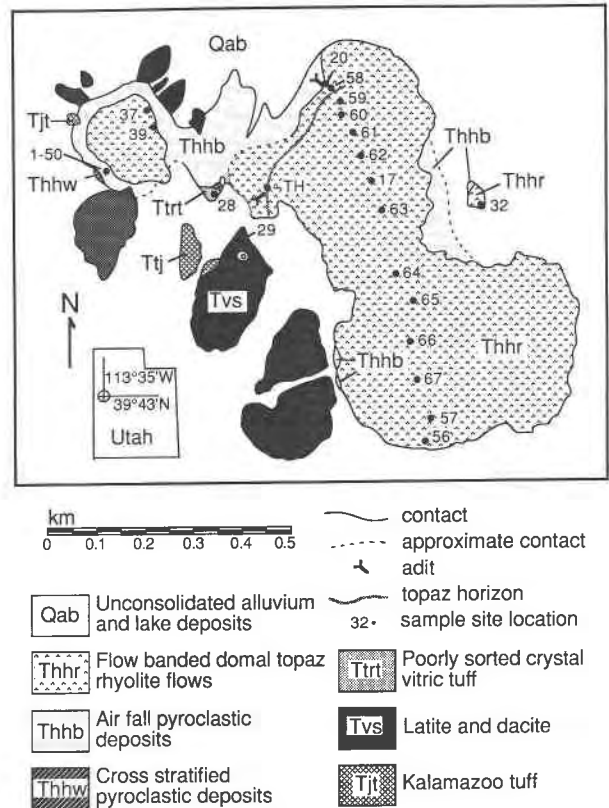 Qab
20
58
59
60
61
62
17
63
64
65
66
67
57
56
Tjt
37
39
1-50
Thhw
Thhb
Ttrt
28
TH
29
Thhb
Thhr
32
Ttj
Tvs
Thhb
Thhr
N
113°35'W
39°43'N
Utah
km
0 0.1 0.2 0.3 0.4 0.5
contact
approximate contact
adit
topaz horizon
32• sample site location
Qab Unconsolidated alluvium
and lake deposits
Thhr Flow banded domal topaz
rhyolite flows
Thhb Air fall pyroclastic
deposits
Thhw Cross stratified
pyroclastic deposits
Ttrt Poorly sorted crystal
vitric tuff
Tvs Latite and dacite
Tjt Kalamazoo tuff